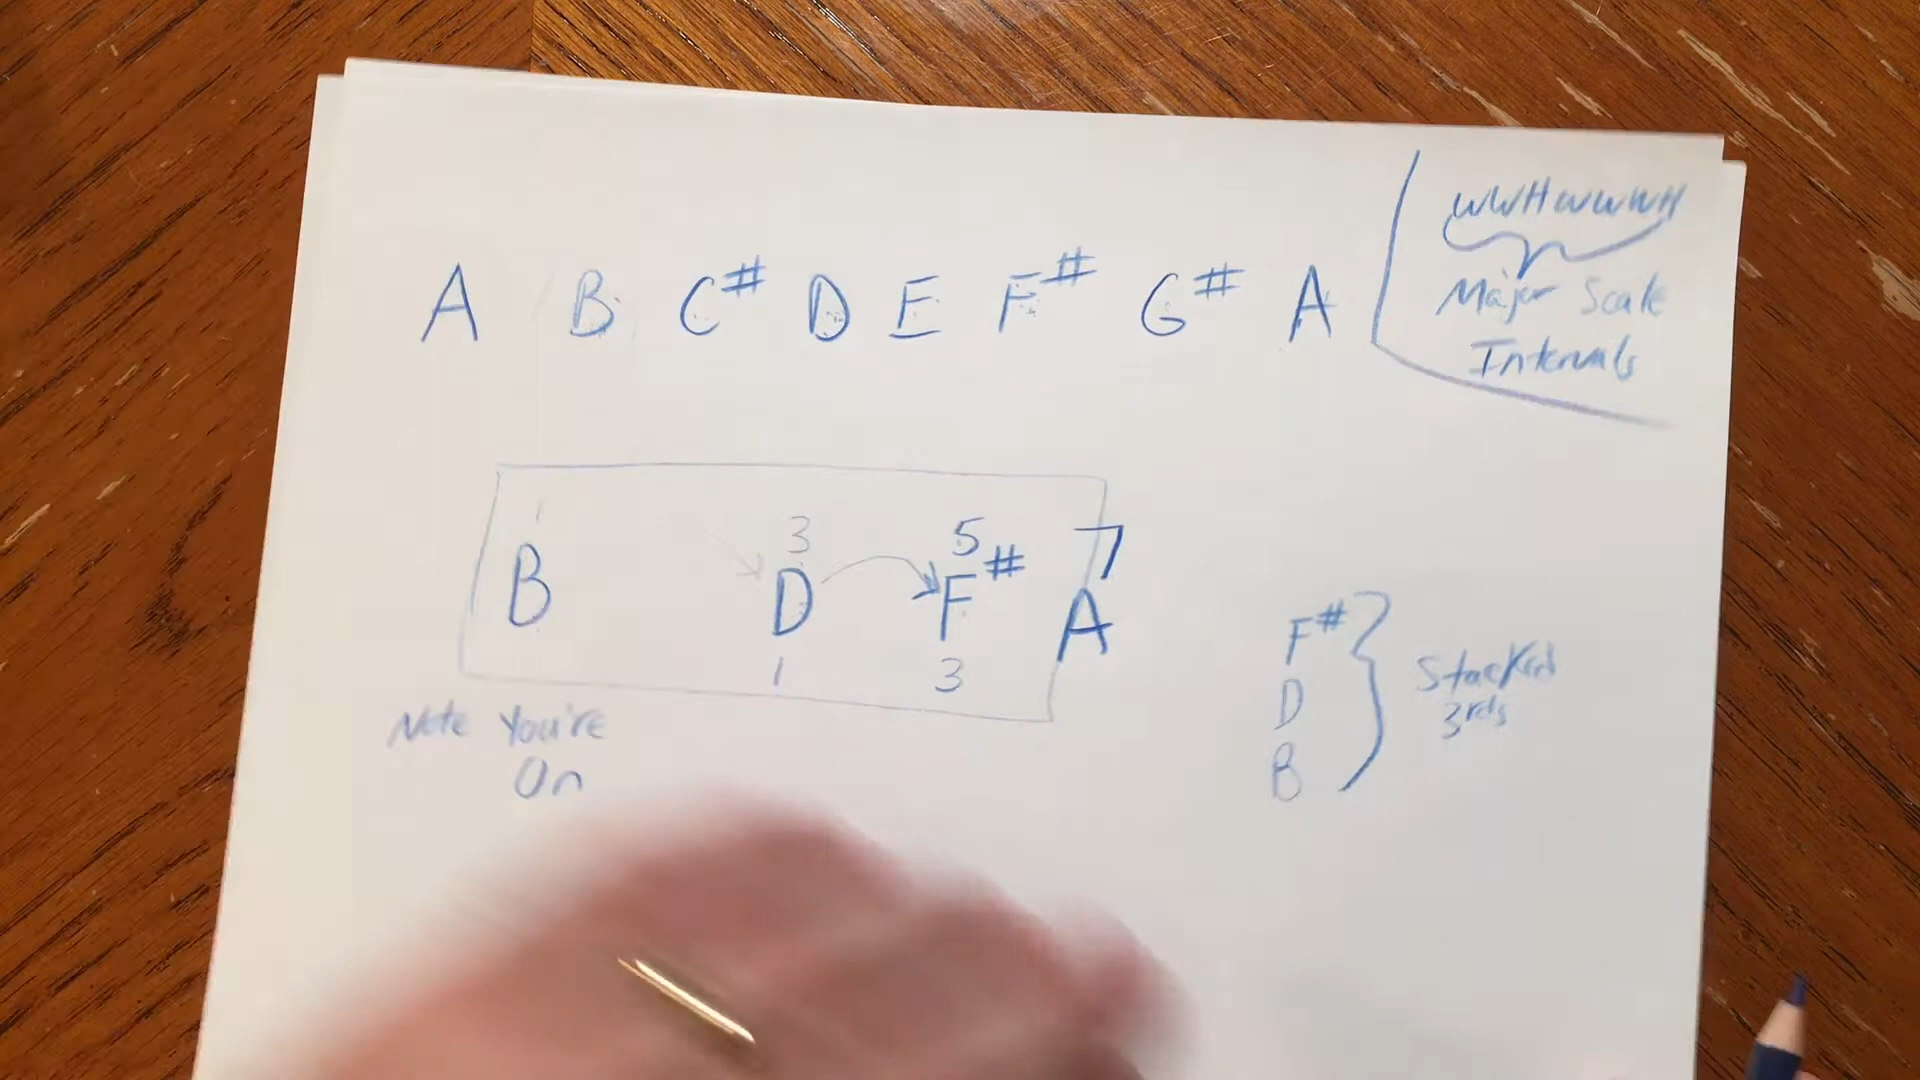 WWHWWWH
Major Scale
Intervals
A B C# D E F# G# A
1 3 5 7
B D F# A
1 3
Note You're
On
F#
D
B
Stacked
3rds